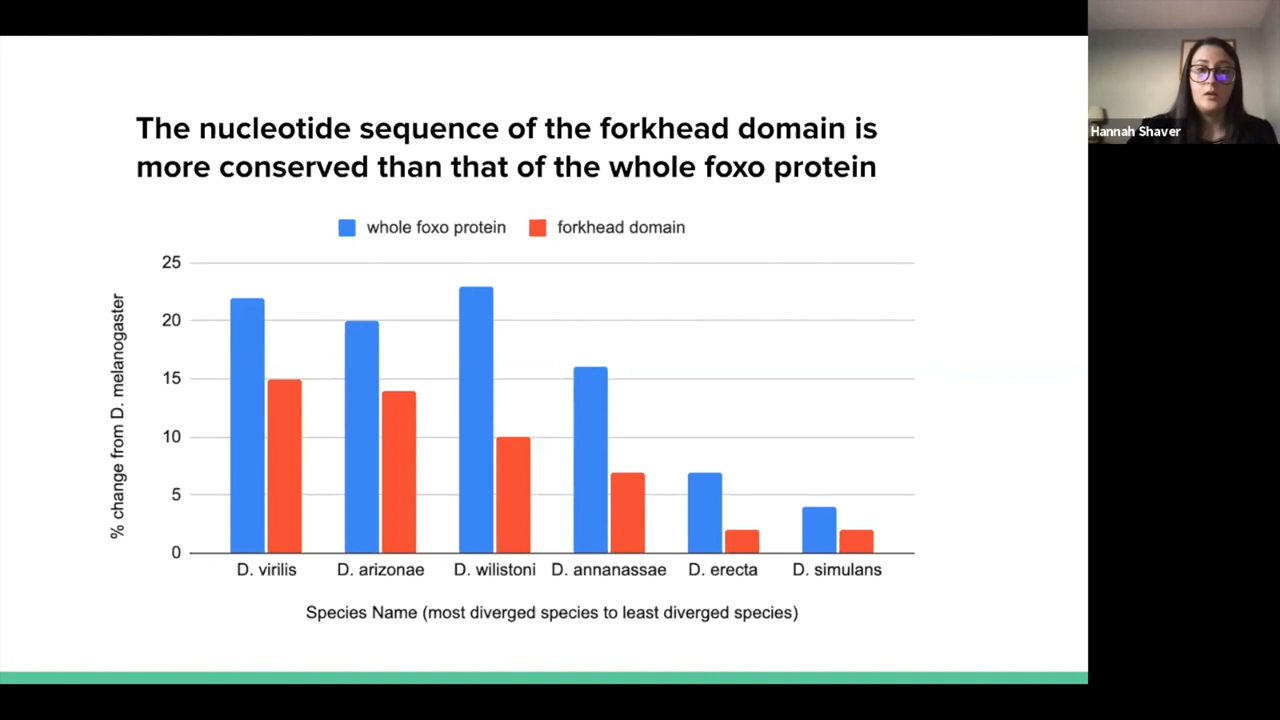 The nucleotide sequence of the forkhead domain is
more conserved than that of the whole foxo protein
whole foxo protein
forkhead domain
% change from D. melanogaster
25
20
15
10
5
0
D. virilis
D. arizonae
D. wilistoni
D. annanassae
D. erecta
D. simulans
Species Name (most diverged species to least diverged species)
Hannah Shaver